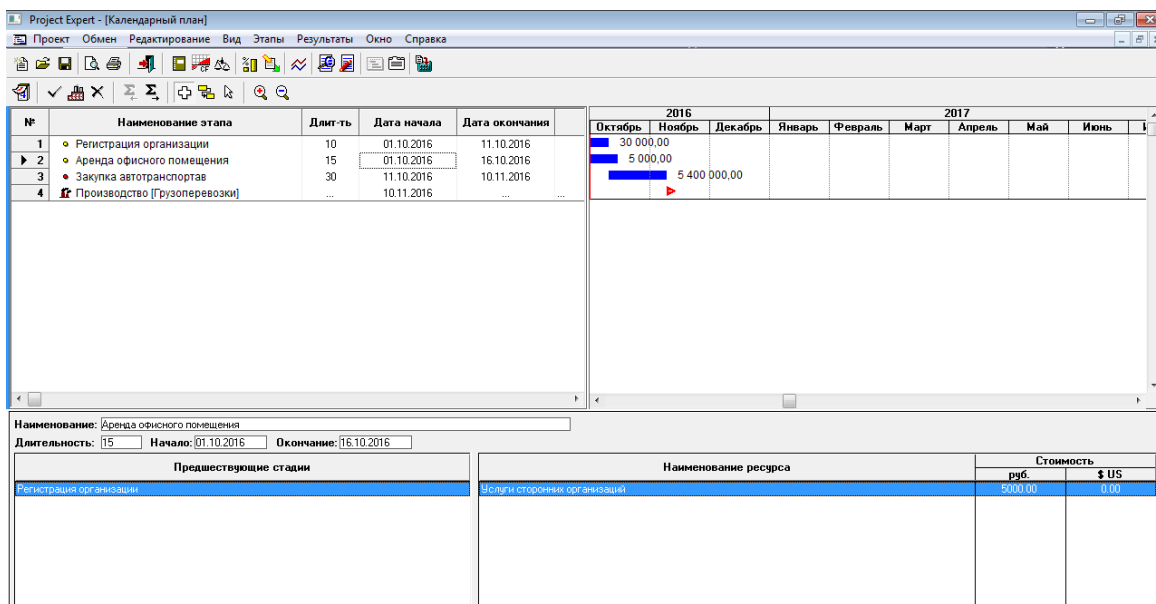 Project Expert - [Календарный план]
Проект Обмен Редактирование Вид Этапы Результаты Окно Справка
№ Наименование этапа Длит-ть Дата начала Дата окончания
2016 2017
Октябрь Ноябрь Декабрь Январь Февраль Март Апрель Май Июнь
1 Регистрация организации 10 01.10.2016 11.10.2016 30 000,00
2 Аренда офисного помещения 15 01.10.2016 16.10.2016 5 000,00
3 Закупка автотранспортав 30 11.10.2016 10.11.2016 5 400 000,00
4 Производство [Грузоперевозки] ... 10.11.2016 ... ...
Наименование: Аренда офисного помещения
Длительность: 15 Начало: 01.10.2016 Окончание: 16.10.2016
Предшествующие стадии Наименование ресурса Стоимость
руб. $ US
Регистрация организации Услуги сторонних организаций 5000.00 0.00